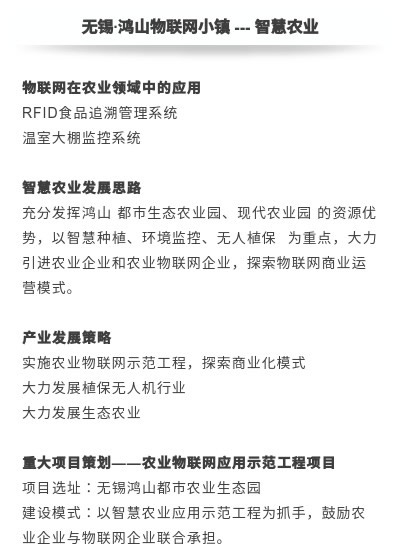 无锡·鸿山物联网小镇 --- 智慧农业
物联网在农业领域中的应用
RFID食品追溯管理系统
温室大棚监控系统
智慧农业发展思路
充分发挥鸿山 都市生态农业园、现代农业园 的资源优
势，以智慧种植、环境监控、无人植保 为重点，大力
引进农业企业和农业物联网企业，探索物联网商业运
营模式。
产业发展策略
实施农业物联网示范工程，探索商业化模式
大力发展植保无人机行业
大力发展生态农业
重大项目策划——农业物联网应用示范工程项目
项目选址：无锡鸿山都市农业生态园
建设模式：以智慧农业应用示范工程为抓手，鼓励农
业企业与物联网企业联合承担。